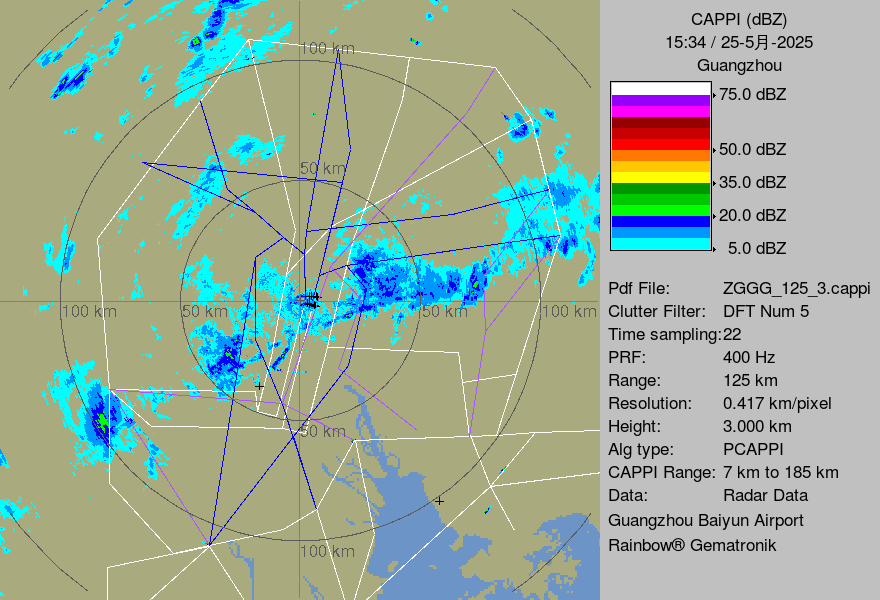 CAPPI (dBZ)
15:34 / 25-5月-2025
Guangzhou
75.0 dBZ
50.0 dBZ
35.0 dBZ
20.0 dBZ
5.0 dBZ
Pdf File: ZGGG_125_3.cappi
Clutter Filter: DFT Num 5
Time sampling:22
PRF: 400 Hz
Range: 125 km
Resolution: 0.417 km/pixel
Height: 3.000 km
Alg type: PCAPPI
CAPPI Range: 7 km to 185 km
Data: Radar Data
Guangzhou Baiyun Airport
Rainbow® Gematronik
100 km
50 km
100 km 50 km 50 km 100 km
50 km
100 km